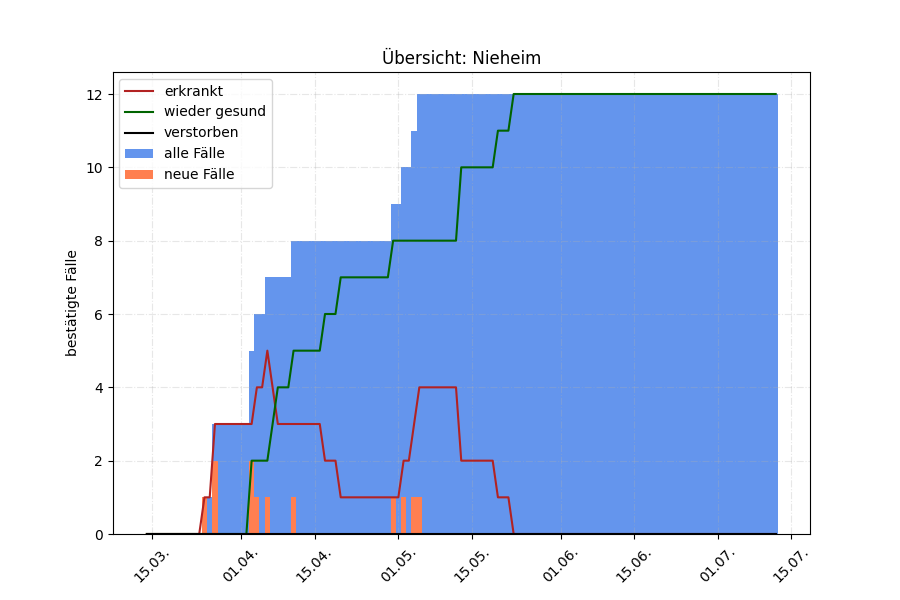 Übersicht: Nieheim
erkrankt
wieder gesund
verstorben
alle Fälle
neue Fälle
bestätigte Fälle
12
10
8
6
4
2
0
15.03.
01.04.
15.04.
01.05.
15.05.
01.06.
15.06.
01.07.
15.07.